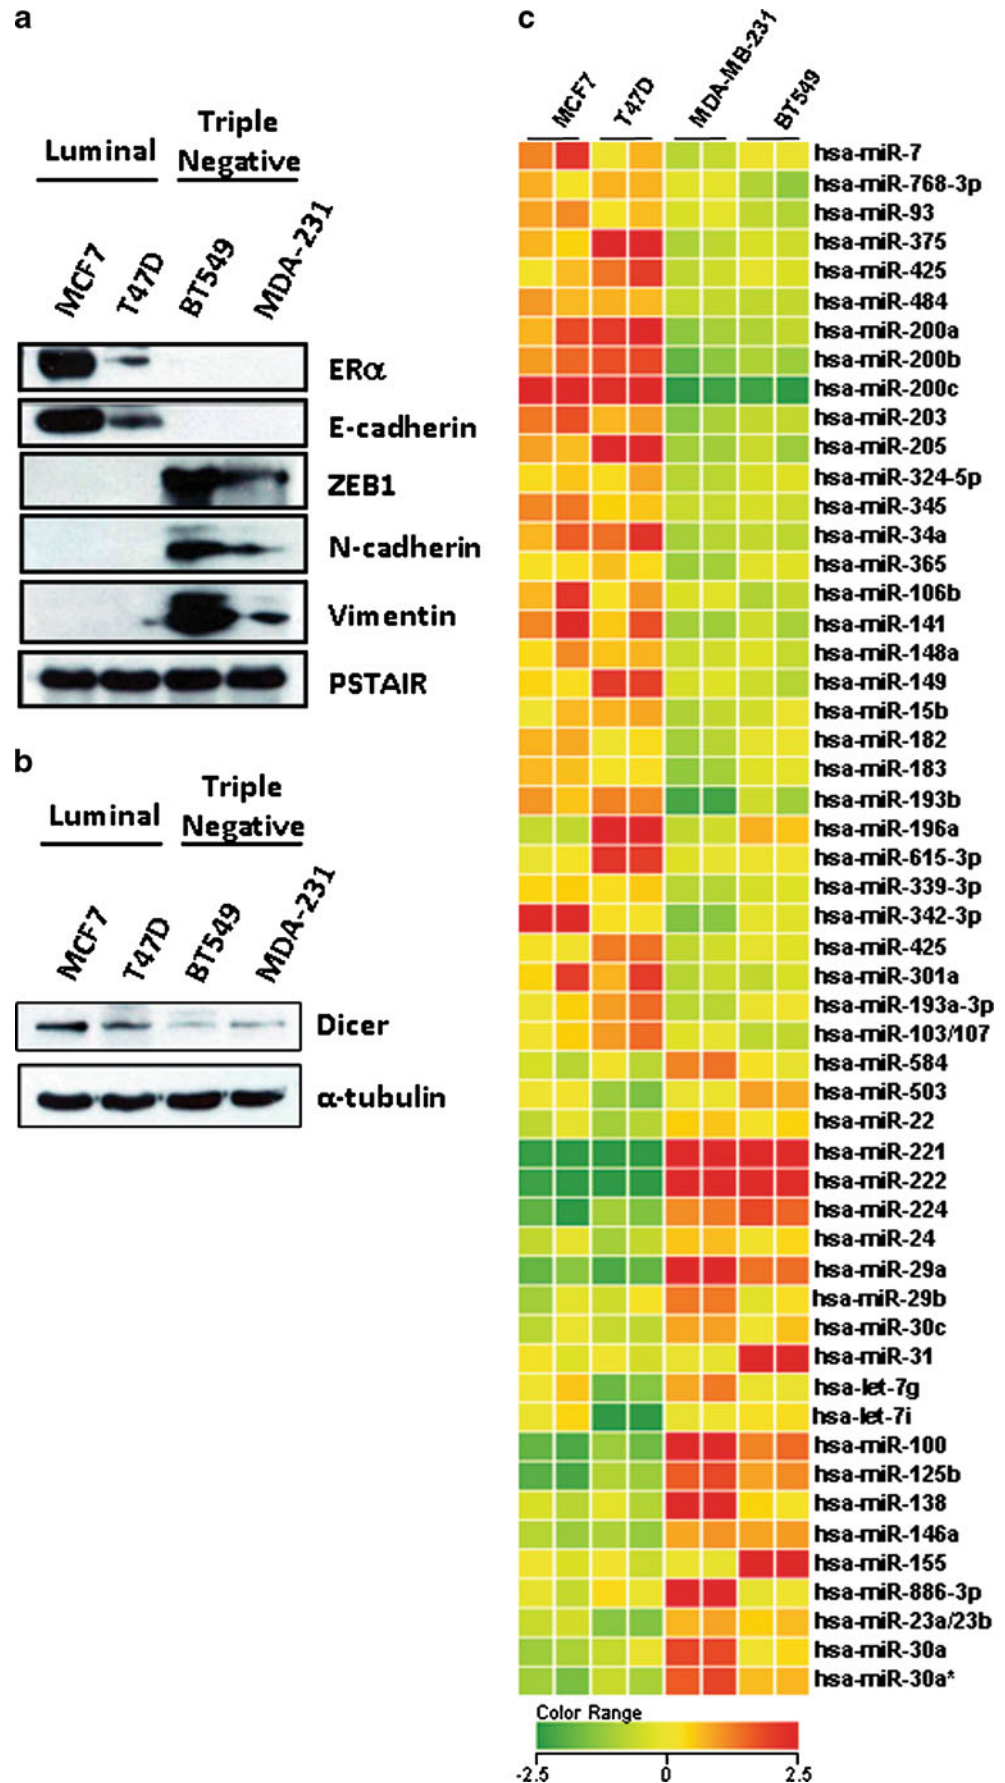 a
Luminal
Triple
Negative
MCF7
T47D
BT549
MDA-231
ERα
E-cadherin
ZEB1
N-cadherin
Vimentin
PSTAIR
b
Luminal
Triple
Negative
MCF7
T47D
BT549
MDA-231
Dicer
α-tubulin
c
MCF7
T47D
MDA-MB-231
BT549
hsa-miR-7
hsa-miR-768-3p
hsa-miR-93
hsa-miR-375
hsa-miR-425
hsa-miR-484
hsa-miR-200a
hsa-miR-200b
hsa-miR-200c
hsa-miR-203
hsa-miR-205
hsa-miR-324-5p
hsa-miR-345
hsa-miR-34a
hsa-miR-365
hsa-miR-106b
hsa-miR-141
hsa-miR-148a
hsa-miR-149
hsa-miR-15b
hsa-miR-182
hsa-miR-183
hsa-miR-193b
hsa-miR-196a
hsa-miR-615-3p
hsa-miR-339-3p
hsa-miR-342-3p
hsa-miR-425
hsa-miR-301a
hsa-miR-193a-3p
hsa-miR-103/107
hsa-miR-584
hsa-miR-503
hsa-miR-22
hsa-miR-221
hsa-miR-222
hsa-miR-224
hsa-miR-24
hsa-miR-29a
hsa-miR-29b
hsa-miR-30c
hsa-miR-31
hsa-let-7g
hsa-let-7i
hsa-miR-100
hsa-miR-125b
hsa-miR-138
hsa-miR-146a
hsa-miR-155
hsa-miR-886-3p
hsa-miR-23a/23b
hsa-miR-30a
hsa-miR-30a*
Color Range
-2.5 0 2.5